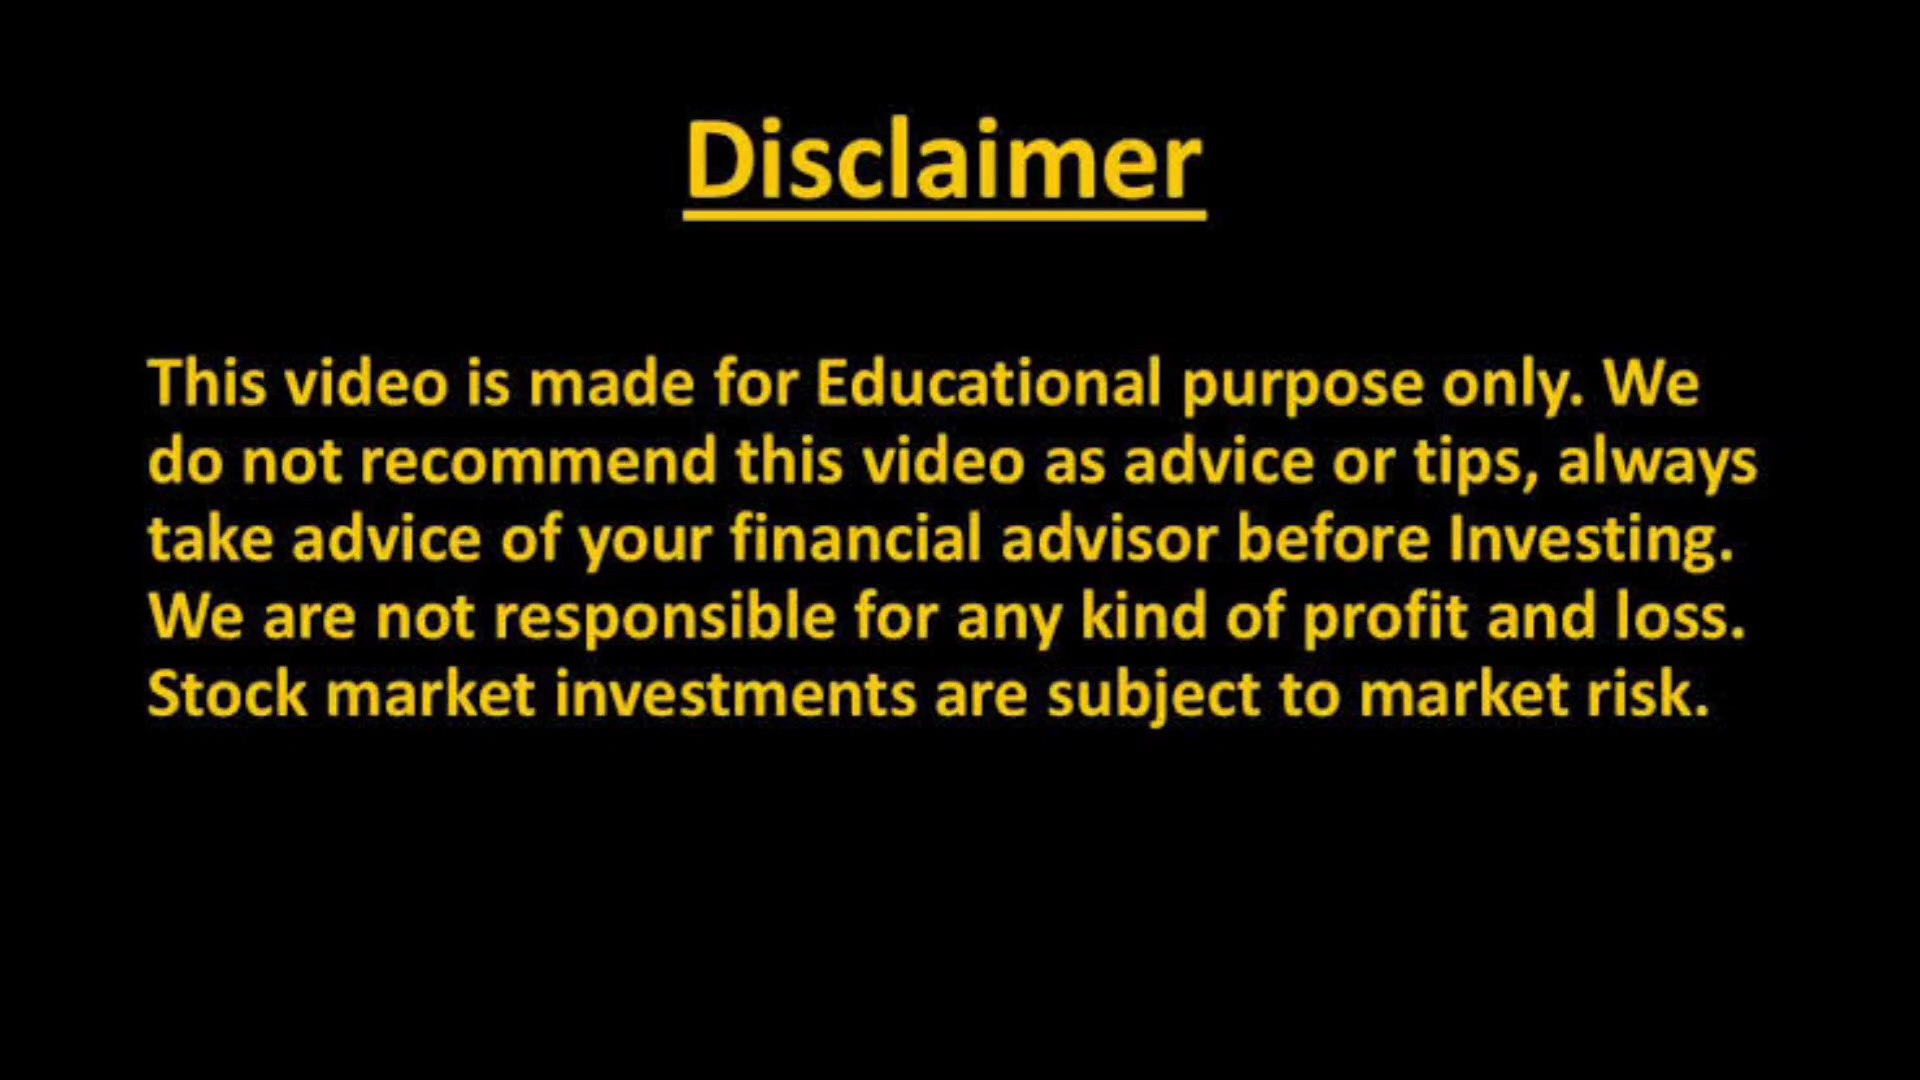 Disclaimer
This video is made for Educational purpose only. We
do not recommend this video as advice or tips, always
take advice of your financial advisor before Investing.
We are not responsible for any kind of profit and loss.
Stock market investments are subject to market risk.